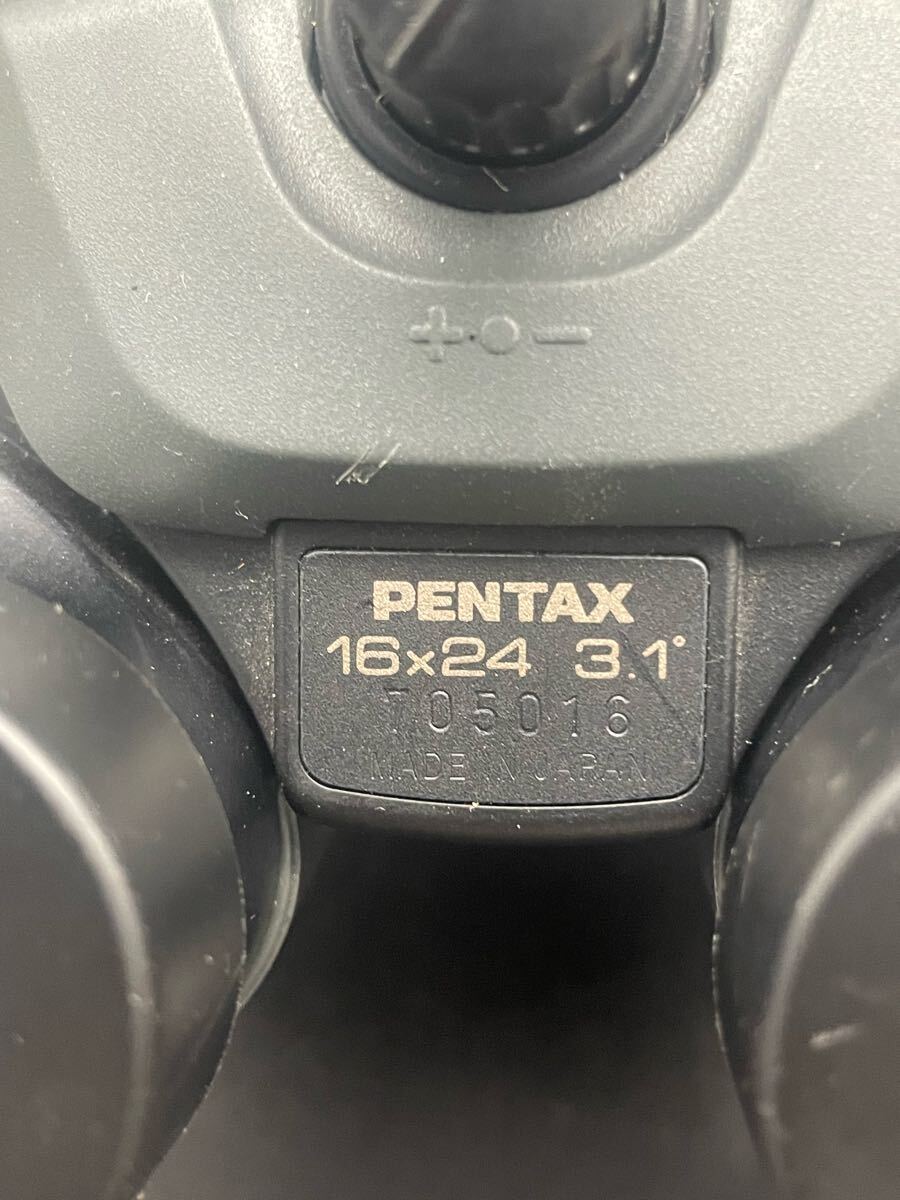 +•●−
PENTAX
16×24 3.1°
705016
MADE IN JAPAN